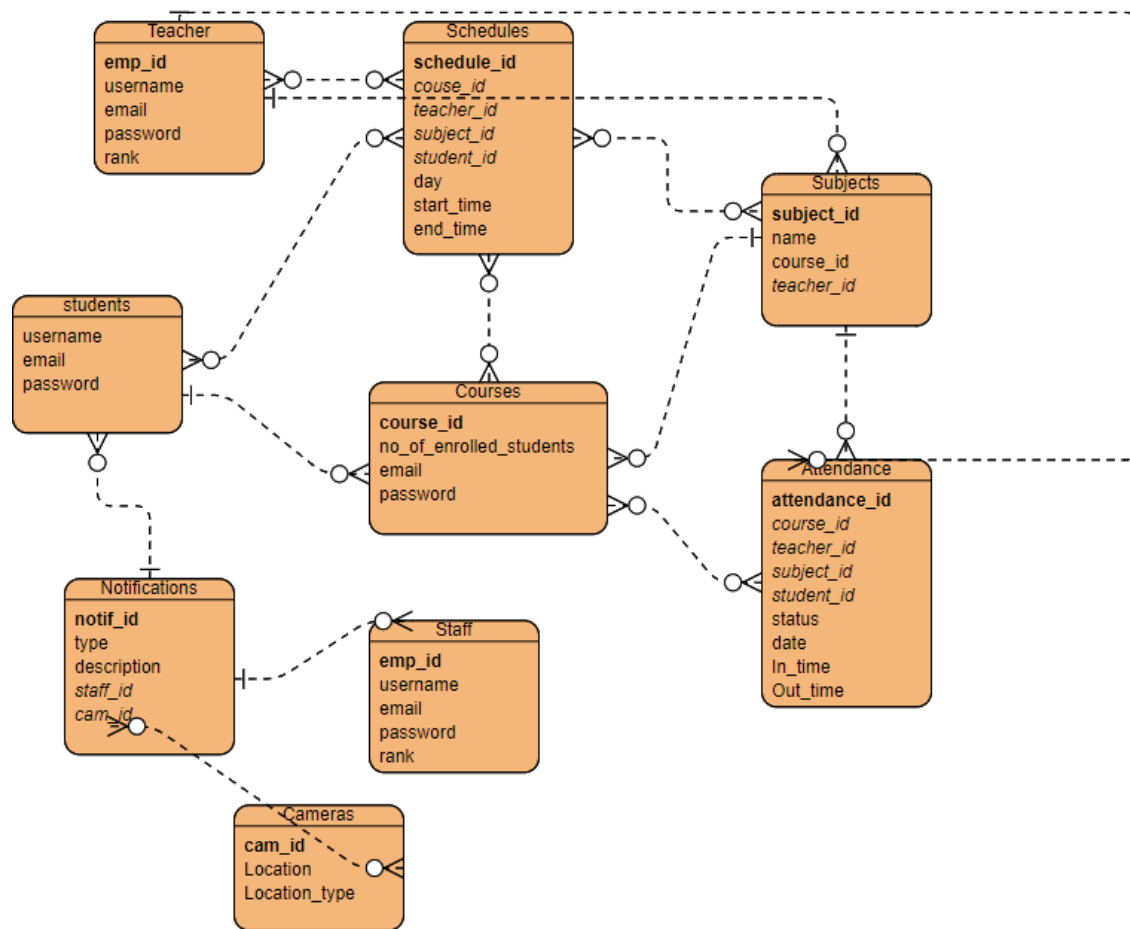 Teacher
emp_id
username
email
password
rank
Schedules
schedule_id
couse_id
teacher_id
subject_id
student_id
day
start_time
end_time
Subjects
subject_id
name
course_id
teacher_id
students
username
email
password
Courses
course_id
no_of_enrolled_students
email
password
Attendance
attendance_id
course_id
teacher_id
subject_id
student_id
status
date
In_time
Out_time
Notifications
notif_id
type
description
staff_id
cam_id
Staff
emp_id
username
email
password
rank
Cameras
cam_id
Location
Location_type